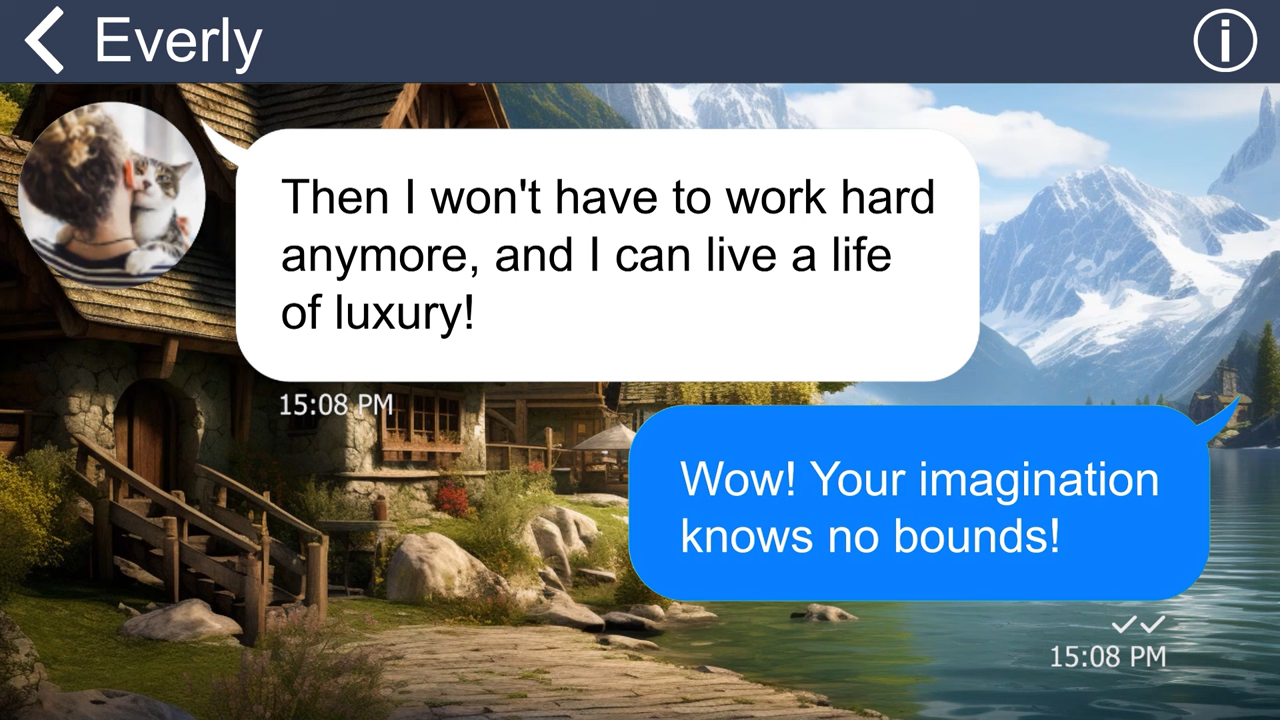 Everly
Then I won't have to work hard
anymore, and I can live a life
of luxury!
15:08 PM
Wow! Your imagination
knows no bounds!
15:08 PM